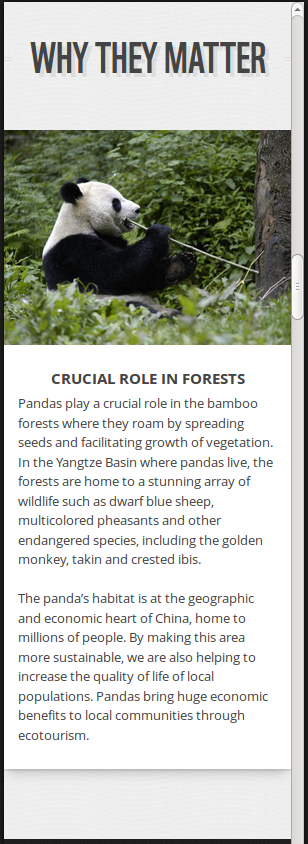 WHY THEY MATTER
CRUCIAL ROLE IN FORESTS
Pandas play a crucial role in the bamboo
forests where they roam by spreading
seeds and facilitating growth of vegetation.
In the Yangtze Basin where pandas live, the
forests are home to a stunning array of
wildlife such as dwarf blue sheep,
multicolored pheasants and other
endangered species, including the golden
monkey, takin and crested ibis.
The panda’s habitat is at the geographic
and economic heart of China, home to
millions of people. By making this area
more sustainable, we are also helping to
increase the quality of life of local
populations. Pandas bring huge economic
benefits to local communities through
ecotourism.